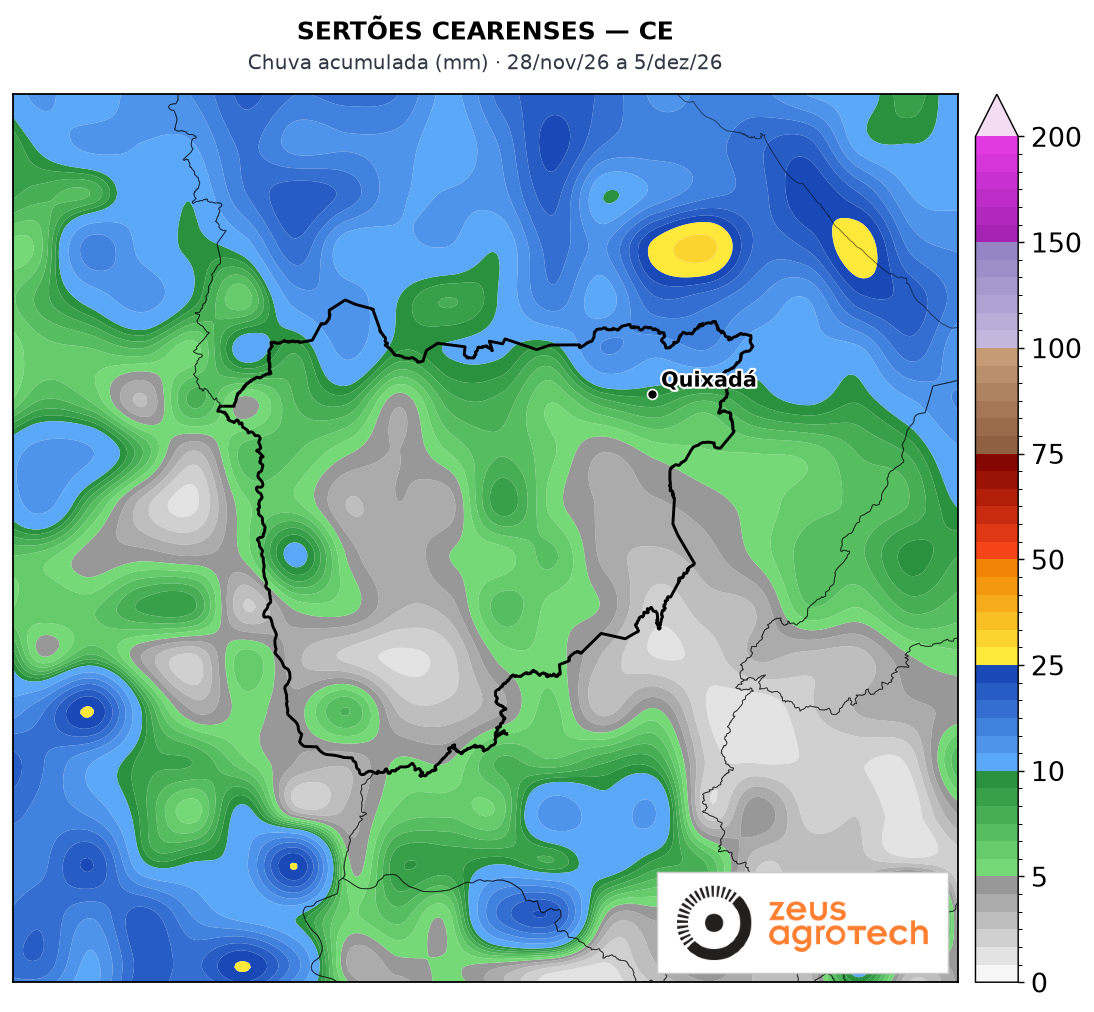 SERTÕES CEARENSES — CE
Chuva acumulada (mm) · 28/nov/26 a 5/dez/26
Quixadá
200
150
100
75
50
25
10
5
0
zeus
agrotech